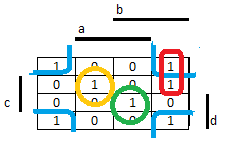 b
a
1 0 0 1
0 1 0 1
c 0 0 1 0 d
1 0 0 1